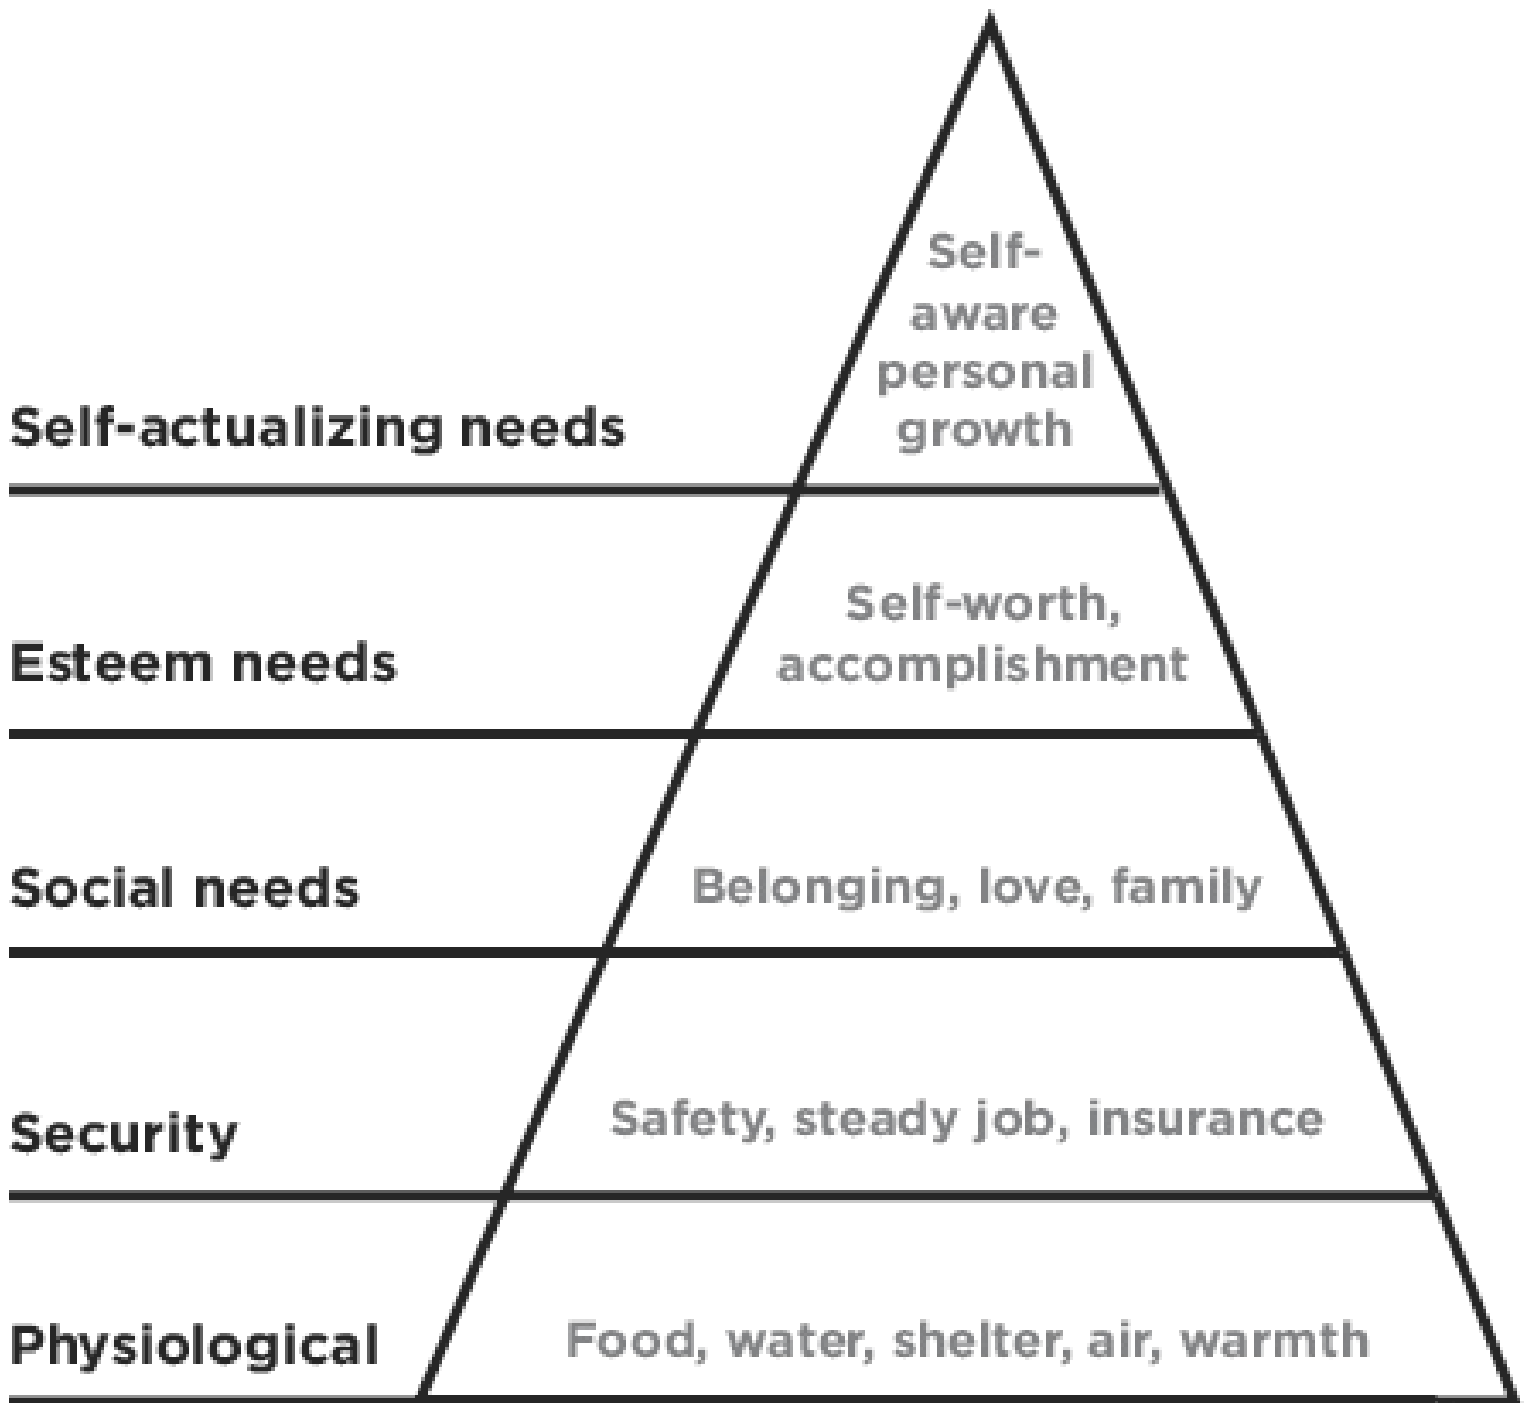 Self-
aware
personal
growth
Self-actualizing needs
Self-worth,
accomplishment
Esteem needs
Belonging, love, family
Social needs
Safety, steady job, insurance
Security
Food, water, shelter, air, warmth
Physiological